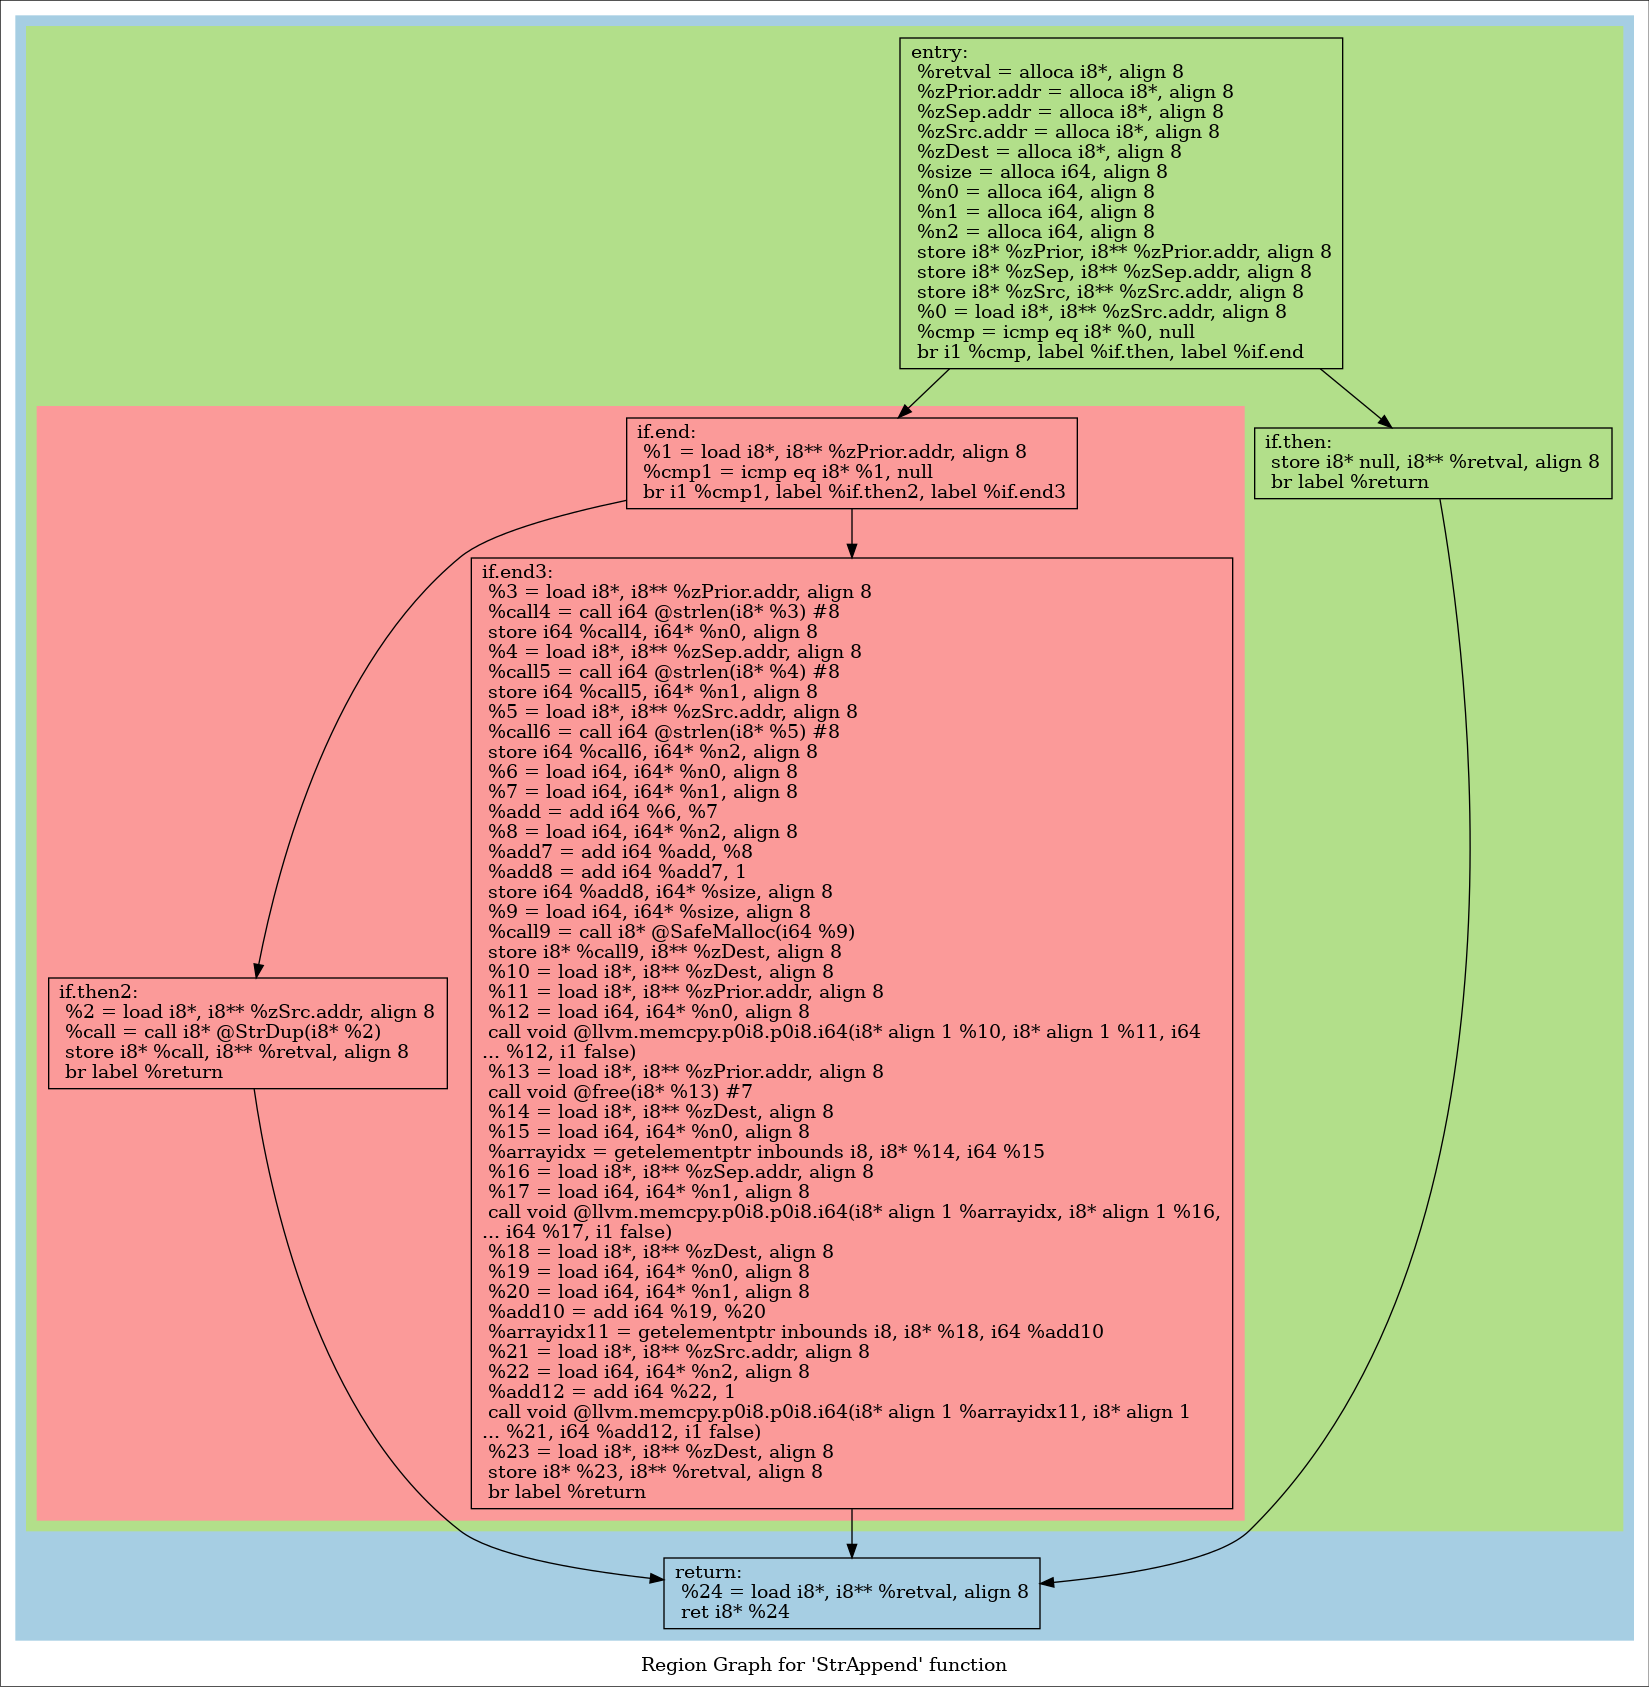 entry:
%retval = alloca i8*, align 8
%zPrior.addr = alloca i8*, align 8
%zSep.addr = alloca i8*, align 8
%zSrc.addr = alloca i8*, align 8
%zDest = alloca i8*, align 8
%size = alloca i64, align 8
%n0 = alloca i64, align 8
%n1 = alloca i64, align 8
%n2 = alloca i64, align 8
store i8* %zPrior, i8** %zPrior.addr, align 8
store i8* %zSep, i8** %zSep.addr, align 8
store i8* %zSrc, i8** %zSrc.addr, align 8
%0 = load i8*, i8** %zSrc.addr, align 8
%cmp = icmp eq i8* %0, null
br i1 %cmp, label %if.then, label %if.end
if.end:
%1 = load i8*, i8** %zPrior.addr, align 8
%cmp1 = icmp eq i8* %1, null
br i1 %cmp1, label %if.then2, label %if.end3
if.then:
store i8* null, i8** %retval, align 8
br label %return
if.end3:
%3 = load i8*, i8** %zPrior.addr, align 8
%call4 = call i64 @strlen(i8* %3) #8
store i64 %call4, i64* %n0, align 8
%4 = load i8*, i8** %zSep.addr, align 8
%call5 = call i64 @strlen(i8* %4) #8
store i64 %call5, i64* %n1, align 8
%5 = load i8*, i8** %zSrc.addr, align 8
%call6 = call i64 @strlen(i8* %5) #8
store i64 %call6, i64* %n2, align 8
%6 = load i64, i64* %n0, align 8
%7 = load i64, i64* %n1, align 8
%add = add i64 %6, %7
%8 = load i64, i64* %n2, align 8
%add7 = add i64 %add, %8
%add8 = add i64 %add7, 1
store i64 %add8, i64* %size, align 8
%9 = load i64, i64* %size, align 8
%call9 = call i8* @SafeMalloc(i64 %9)
store i8* %call9, i8** %zDest, align 8
%10 = load i8*, i8** %zDest, align 8
%11 = load i8*, i8** %zPrior.addr, align 8
%12 = load i64, i64* %n0, align 8
call void @llvm.memcpy.p0i8.p0i8.i64(i8* align 1 %10, i8* align 1 %11, i64
... %12, i1 false)
%13 = load i8*, i8** %zPrior.addr, align 8
call void @free(i8* %13) #7
%14 = load i8*, i8** %zDest, align 8
%15 = load i64, i64* %n0, align 8
%arrayidx = getelementptr inbounds i8, i8* %14, i64 %15
%16 = load i8*, i8** %zSep.addr, align 8
%17 = load i64, i64* %n1, align 8
call void @llvm.memcpy.p0i8.p0i8.i64(i8* align 1 %arrayidx, i8* align 1 %16,
... i64 %17, i1 false)
%18 = load i8*, i8** %zDest, align 8
%19 = load i64, i64* %n0, align 8
%20 = load i64, i64* %n1, align 8
%add10 = add i64 %19, %20
%arrayidx11 = getelementptr inbounds i8, i8* %18, i64 %add10
%21 = load i8*, i8** %zSrc.addr, align 8
%22 = load i64, i64* %n2, align 8
%add12 = add i64 %22, 1
call void @llvm.memcpy.p0i8.p0i8.i64(i8* align 1 %arrayidx11, i8* align 1
... %21, i64 %add12, i1 false)
%23 = load i8*, i8** %zDest, align 8
store i8* %23, i8** %retval, align 8
br label %return
if.then2:
%2 = load i8*, i8** %zSrc.addr, align 8
%call = call i8* @StrDup(i8* %2)
store i8* %call, i8** %retval, align 8
br label %return
return:
%24 = load i8*, i8** %retval, align 8
ret i8* %24
Region Graph for 'StrAppend' function